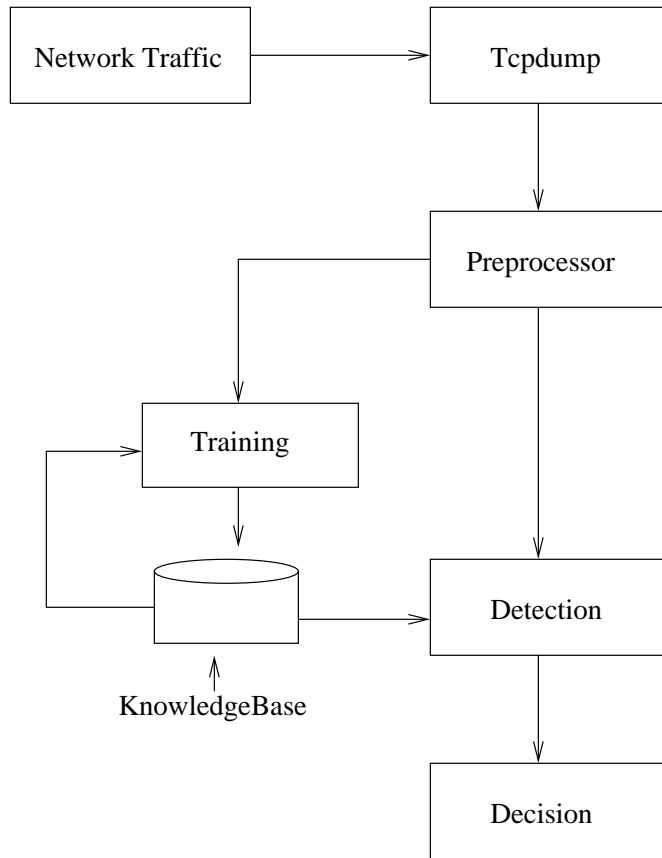 Network Traffic
Tcpdump
Preprocessor
Training
Detection
KnowledgeBase
Decision